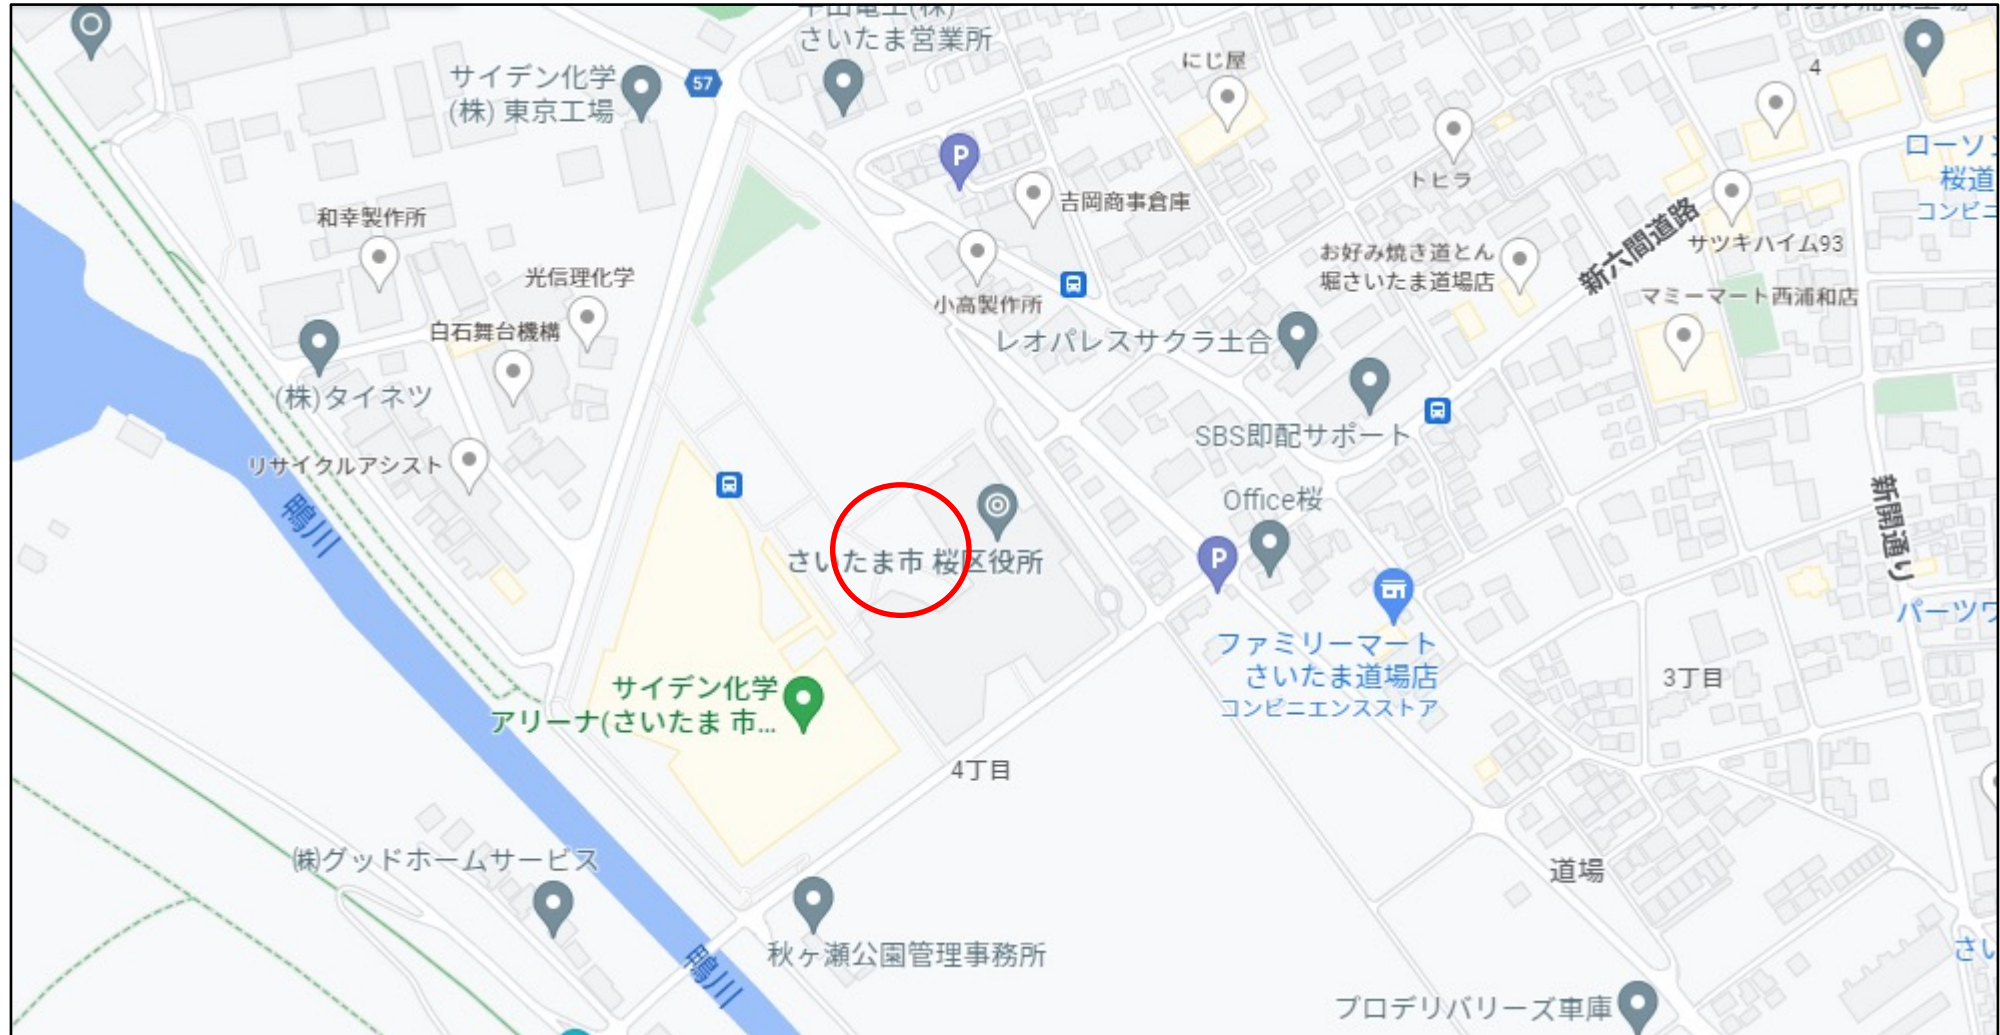 さいたま営業所
サイデン化学
(株) 東京工場
57
にじ屋
4
P
トヒラ
桜道
吉岡商事倉庫
和幸製作所
お好み焼き道とん
堀さいたま道場店
新六間道路
サツキハイム93
光信理化学
小高製作所
マミーマート西浦和店
白石舞台機構
レオパレスサクラ土合
(株)タイネツ
SBS即配サポート
リサイクルアシスト
Office桜
新開通り
鴨川
さいたま市 桜区役所
P
ファミリーマート
さいたま道場店
コンビニエンスストア
サイデン化学
アリーナ(さいたま 市...
3丁目
4丁目
㈱グッドホームサービス
道場
秋ヶ瀬公園管理事務所
鴨川
プロデリバリーズ車庫